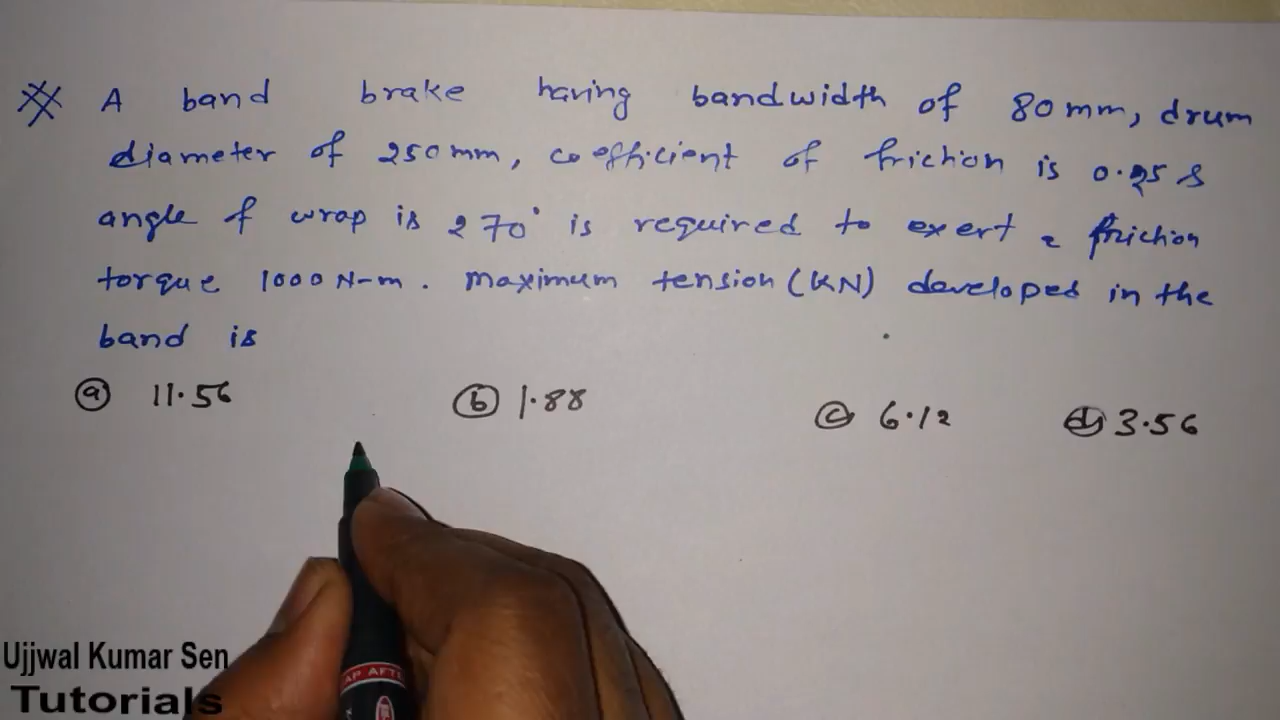 A band brake having bandwidth of 80mm, drum
diameter of 250mm, coefficient of friction is 0.25 &
angle of wrap is 270° is required to exert a friction
torque 1000 N-m. Maximum tension (KN) developed in the
band is
(a) 11.56 (b) 1.88 (c) 6.12 (d) 3.56
AP AFT
Ujjwal Kumar Sen
Tutorials